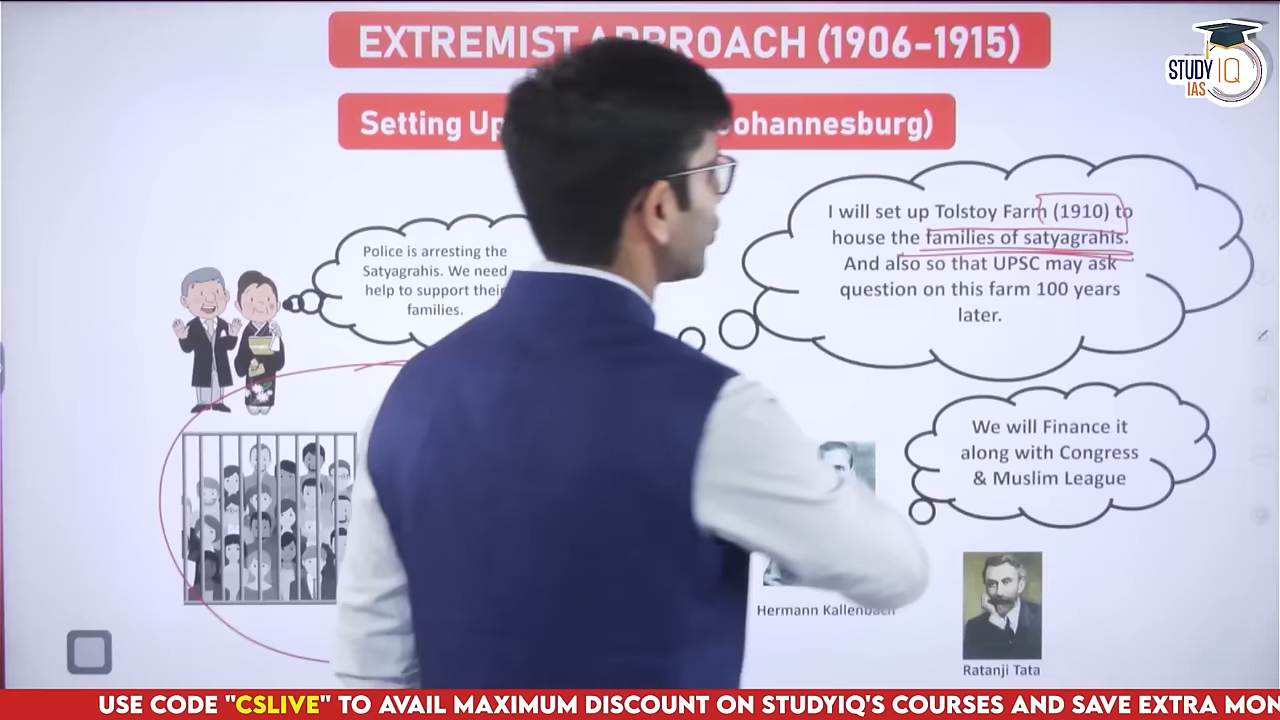 EXTREMIST APPROACH (1906-1915)
STUDY IQ
IAS
Setting Up ohannesburg)
I will set up Tolstoy Farm (1910) to
house the families of satyagrahis.
And also so that UPSC may ask
question on this farm 100 years
later.
Police is arresting the
Satyagrahis. We need
help to support their
families.
We will Finance it
along with Congress
& Muslim League
Hermann Kallenbach
Ratanji Tata
USE CODE "CSLIVE" TO AVAIL MAXIMUM DISCOUNT ON STUDYIQ'S COURSES AND SAVE EXTRA MON